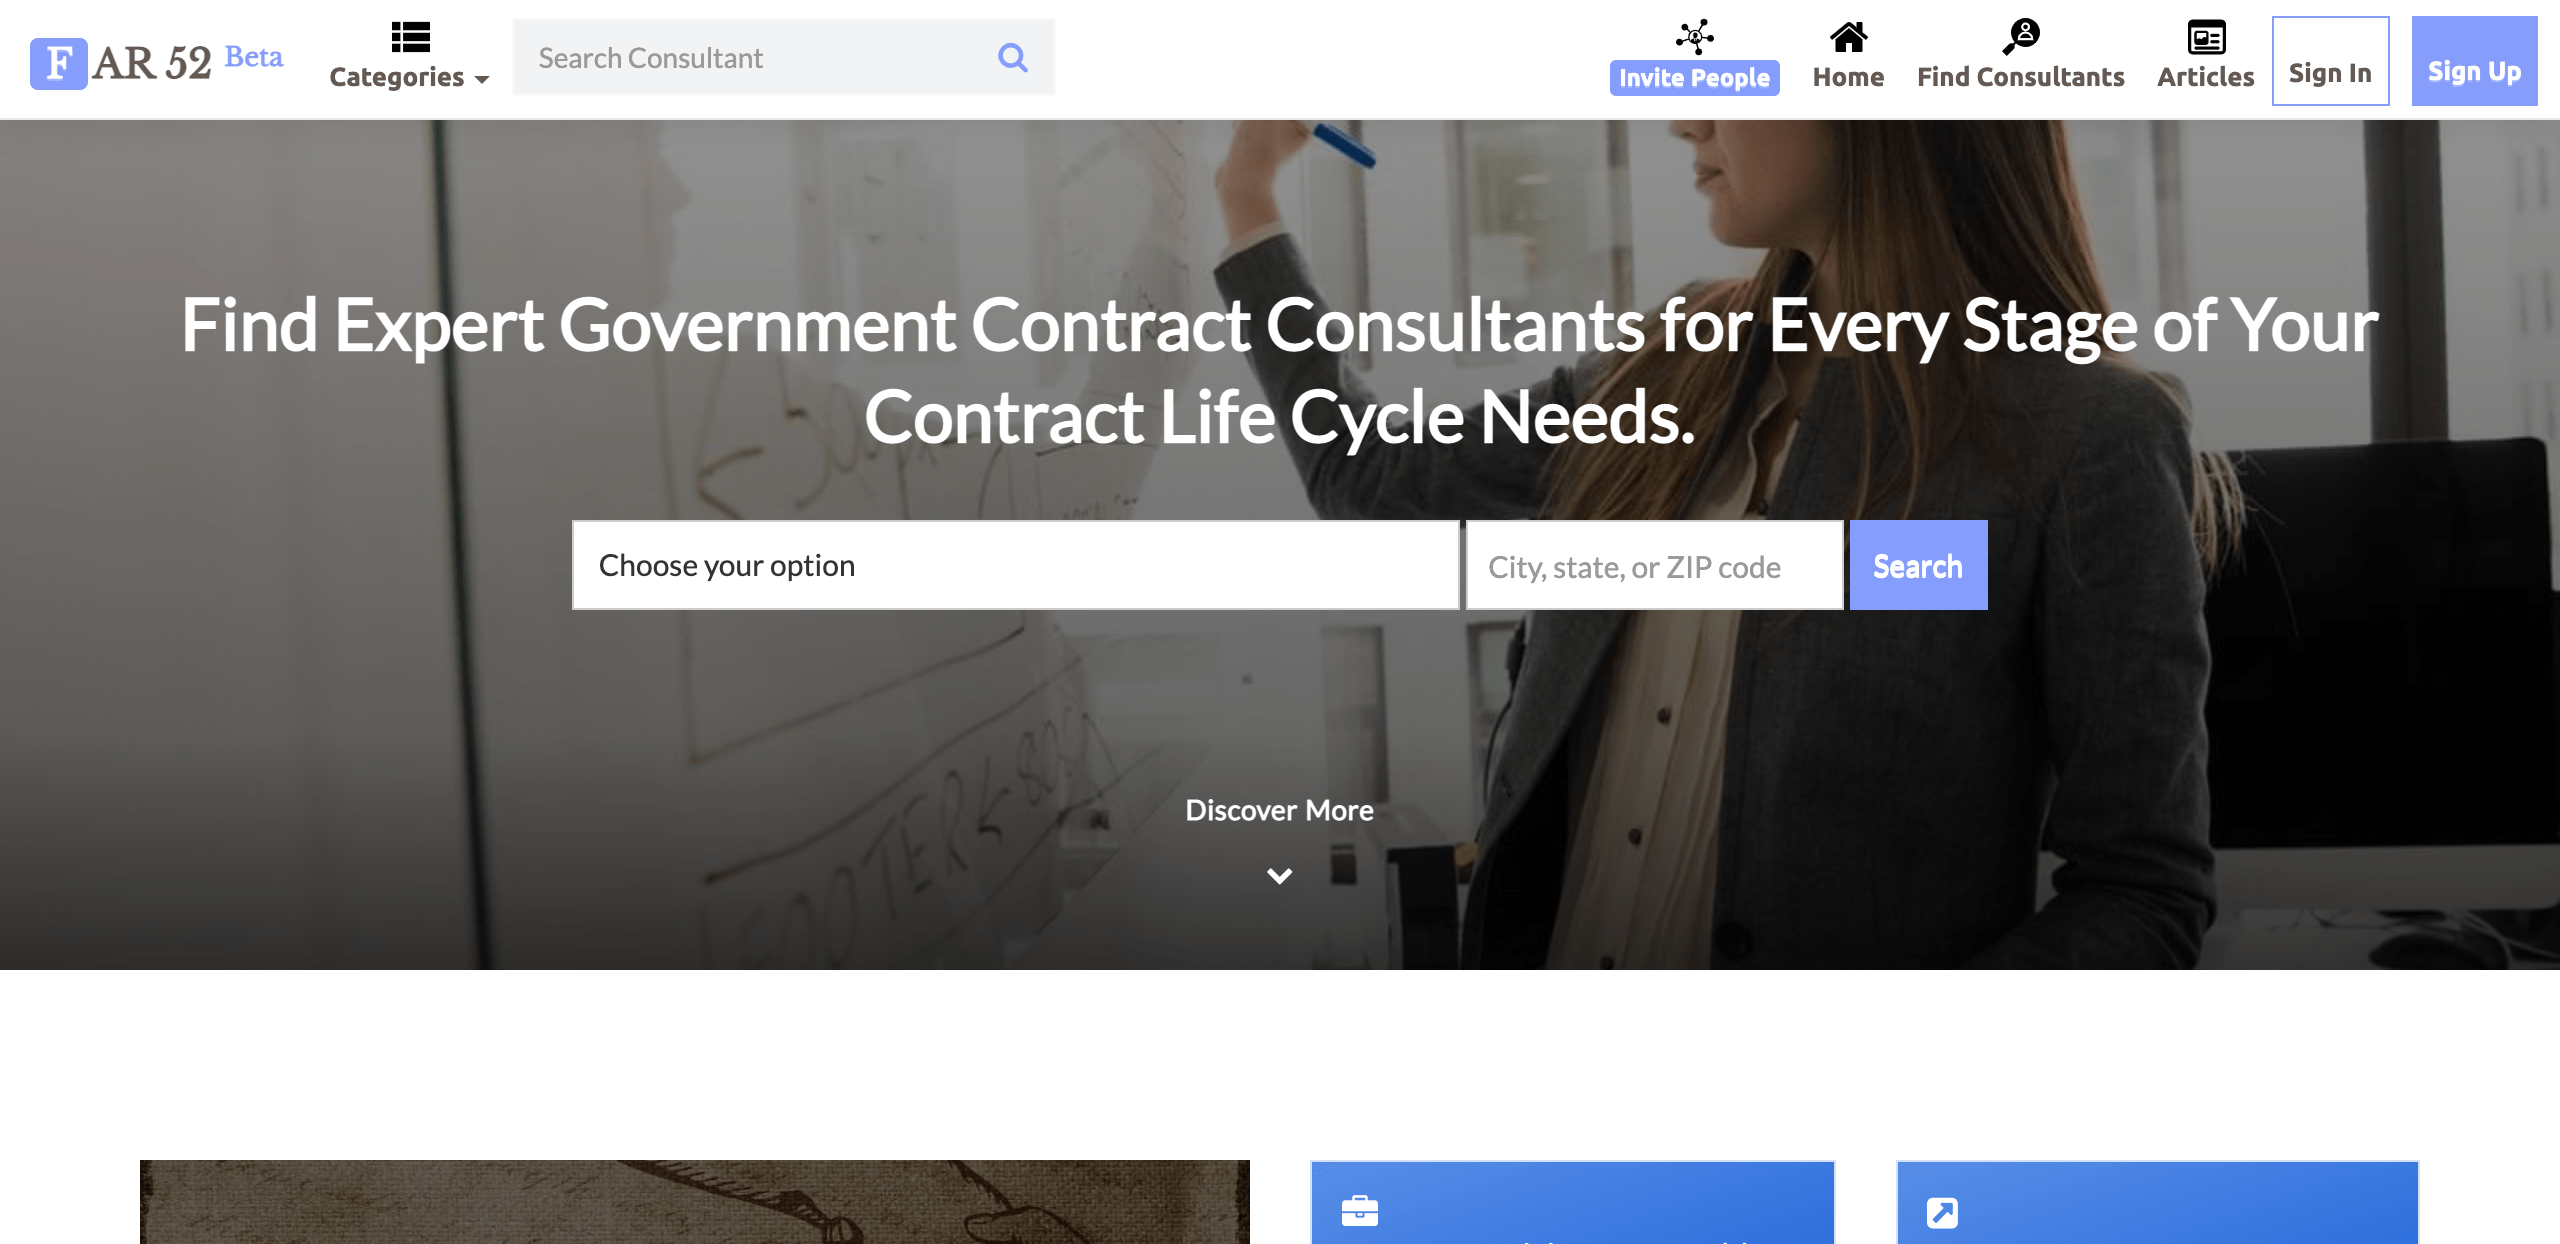 FAR 52 Beta
Categories
Search Consultant
Invite People
Home
Find Consultants
Articles
Sign In
Sign Up
Find Expert Government Contract Consultants for Every Stage of Your
Contract Life Cycle Needs.
Choose your option
City, state, or ZIP code
Search
Discover More
FOOTER